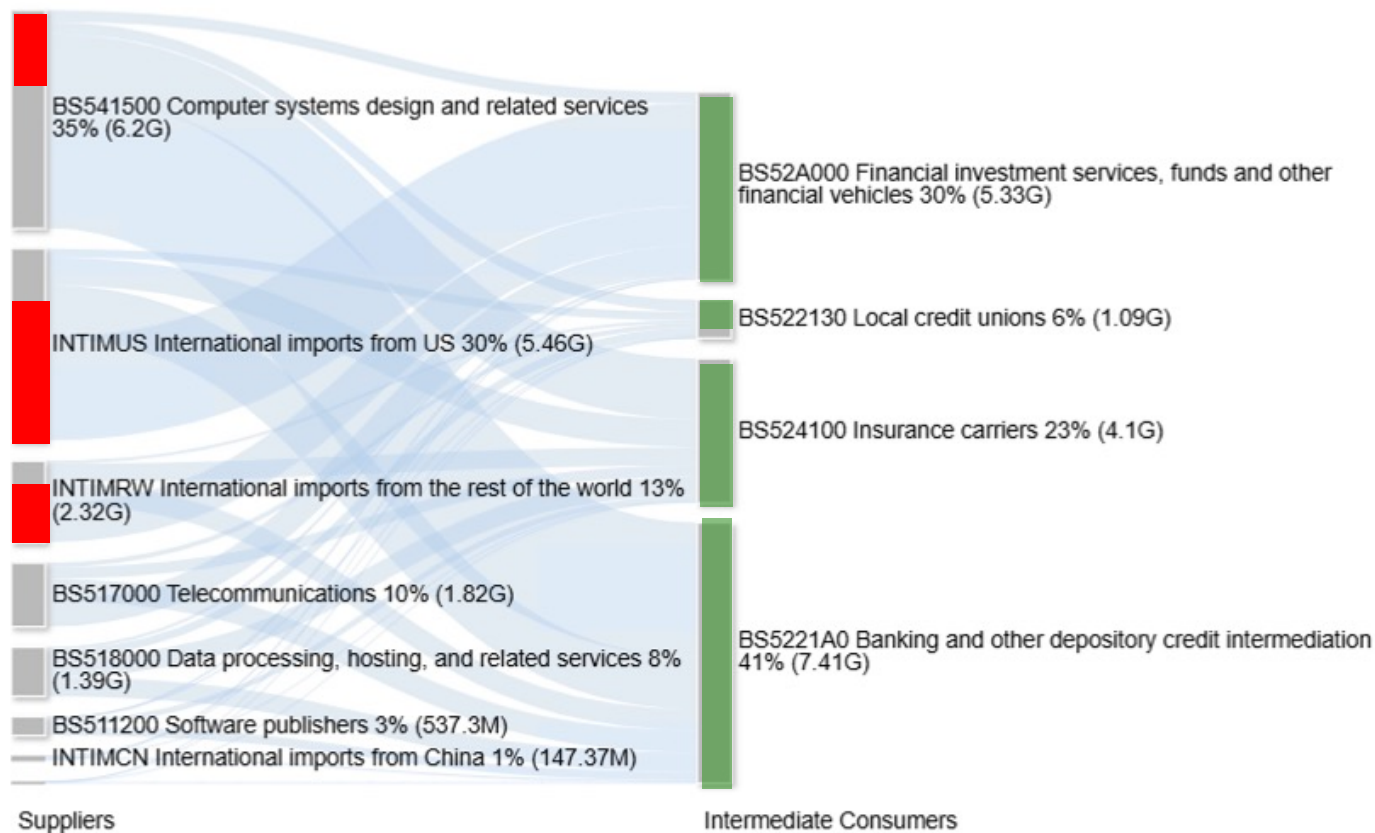 BS541500 Computer systems design and related services
35% (6.2G)
INTIMUS International imports from US 30% (5.46G)
INTIMRW International imports from the rest of the world 13%
(2.32G)
BS517000 Telecommunications 10% (1.82G)
BS518000 Data processing, hosting, and related services 8%
(1.39G)
BS511200 Software publishers 3% (537.3M)
INTIMCN International imports from China 1% (147.37M)
Suppliers
BS52A000 Financial investment services, funds and other
financial vehicles 30% (5.33G)
BS522130 Local credit unions 6% (1.09G)
BS524100 Insurance carriers 23% (4.1G)
BS5221A0 Banking and other depository credit intermediation
41% (7.41G)
Intermediate Consumers